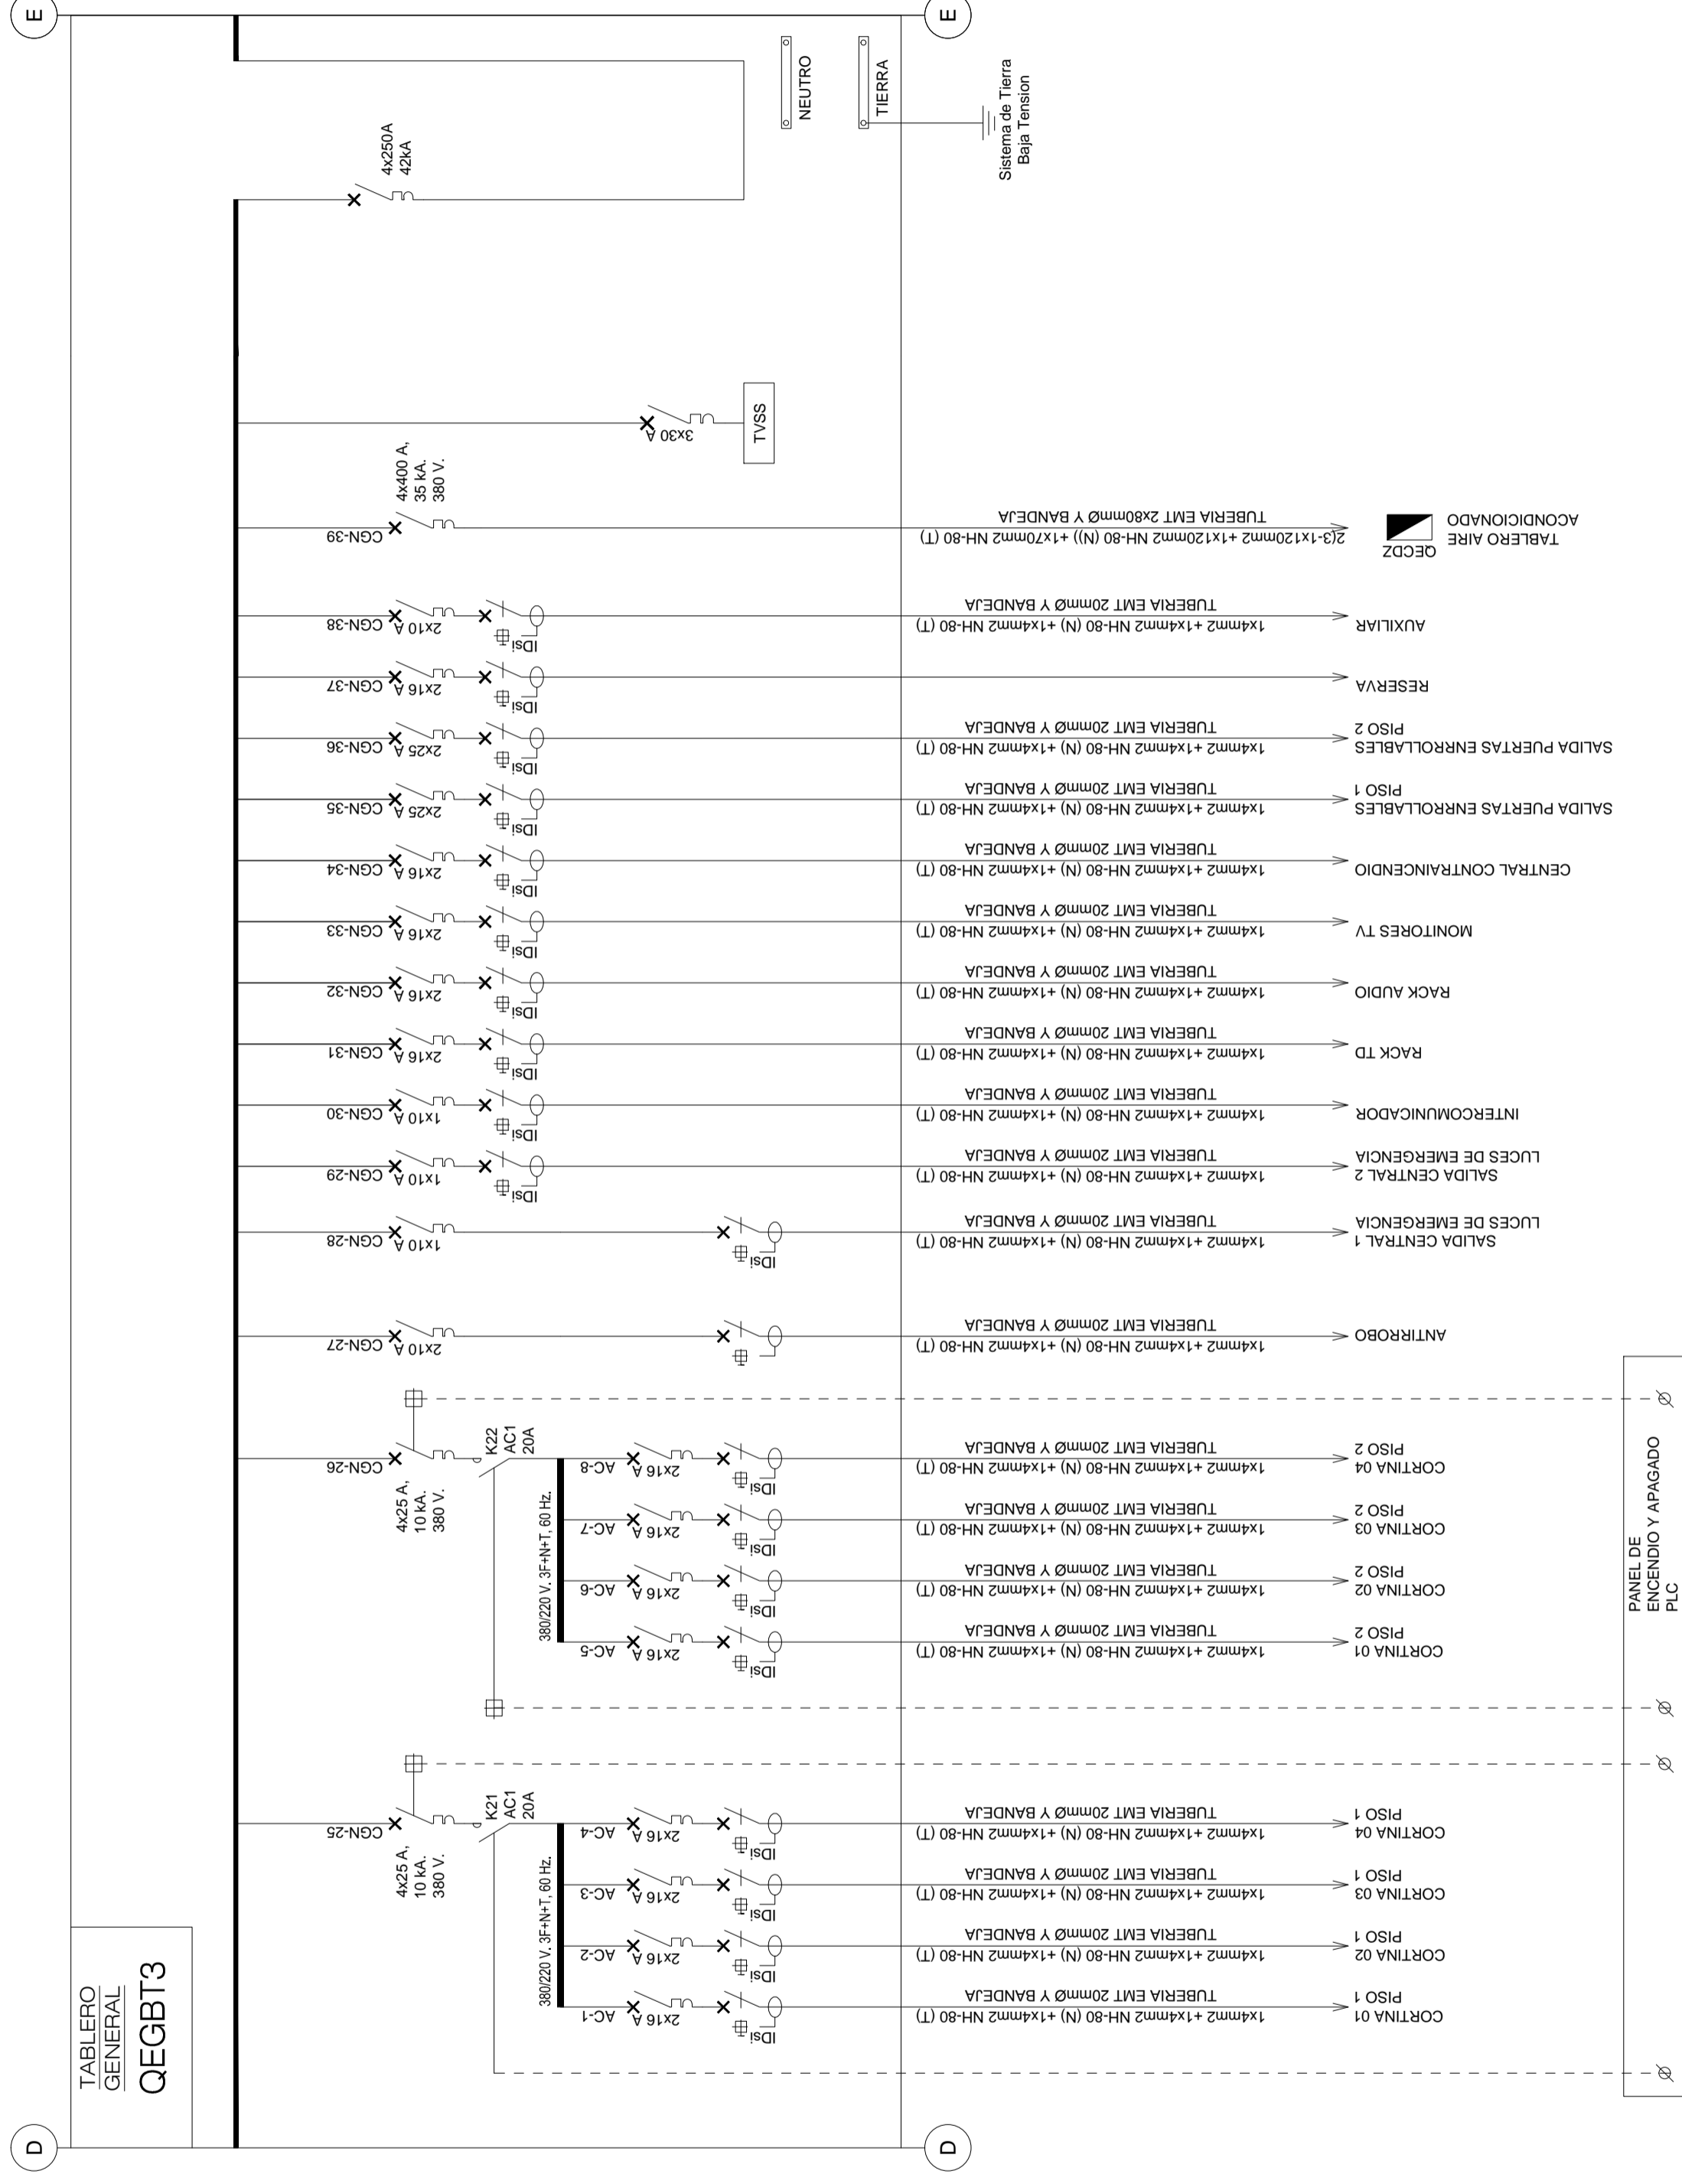 E
E
NEUTRO
TIERRA
Sistema de Tierra
Baja Tension
4x250A
42kA
3x30 A
TVSS
CGN-39
4x400 A,
35 kA.
380 V.
2(3-1x120mm2 +1x120mm2 NH-80 (N)) +1x70mm2 NH-80 (T)
TUBERIA EMT 2x80mmØ Y BANDEJA
QECDZ
TABLERO AIRE
ACONDICIONADO
CGN-38
2x10 A
IDsi
1x4mm2 +1x4mm2 NH-80 (N) +1x4mm2 NH-80 (T)
TUBERIA EMT 20mmØ Y BANDEJA
AUXILIAR
CGN-37
2x16 A
IDsi
RESERVA
CGN-36
2x25 A
IDsi
1x4mm2 +1x4mm2 NH-80 (N) +1x4mm2 NH-80 (T)
TUBERIA EMT 20mmØ Y BANDEJA
SALIDA PUERTAS ENRROLLABLES
PISO 2
CGN-35
2x25 A
IDsi
1x4mm2 +1x4mm2 NH-80 (N) +1x4mm2 NH-80 (T)
TUBERIA EMT 20mmØ Y BANDEJA
SALIDA PUERTAS ENRROLLABLES
PISO 1
CGN-34
2x16 A
IDsi
1x4mm2 +1x4mm2 NH-80 (N) +1x4mm2 NH-80 (T)
TUBERIA EMT 20mmØ Y BANDEJA
CENTRAL CONTRAINCENDIO
CGN-33
2x16 A
IDsi
1x4mm2 +1x4mm2 NH-80 (N) +1x4mm2 NH-80 (T)
TUBERIA EMT 20mmØ Y BANDEJA
MONITORES TV
CGN-32
2x16 A
IDsi
1x4mm2 +1x4mm2 NH-80 (N) +1x4mm2 NH-80 (T)
TUBERIA EMT 20mmØ Y BANDEJA
RACK AUDIO
CGN-31
2x16 A
IDsi
1x4mm2 +1x4mm2 NH-80 (N) +1x4mm2 NH-80 (T)
TUBERIA EMT 20mmØ Y BANDEJA
RACK TD
CGN-30
1x10 A
IDsi
1x4mm2 +1x4mm2 NH-80 (N) +1x4mm2 NH-80 (T)
TUBERIA EMT 20mmØ Y BANDEJA
INTERCOMUNICADOR
CGN-29
1x10 A
IDsi
1x4mm2 +1x4mm2 NH-80 (N) +1x4mm2 NH-80 (T)
TUBERIA EMT 20mmØ Y BANDEJA
SALIDA CENTRAL 2
LUCES DE EMERGENCIA
CGN-28
1x10 A
IDsi
1x4mm2 +1x4mm2 NH-80 (N) +1x4mm2 NH-80 (T)
TUBERIA EMT 20mmØ Y BANDEJA
SALIDA CENTRAL 1
LUCES DE EMERGENCIA
CGN-27
2x10 A
1x4mm2 +1x4mm2 NH-80 (N) +1x4mm2 NH-80 (T)
TUBERIA EMT 20mmØ Y BANDEJA
ANTIRROBO
CGN-26
4x25 A,
10 kA.
380 V.
K22
AC1
20A
380/220 V. 3F+N+T, 60 Hz.
AC-8
2x16 A
IDsi
1x4mm2 +1x4mm2 NH-80 (N) +1x4mm2 NH-80 (T)
TUBERIA EMT 20mmØ Y BANDEJA
CORTINA 04
PISO 2
AC-7
2x16 A
IDsi
1x4mm2 +1x4mm2 NH-80 (N) +1x4mm2 NH-80 (T)
TUBERIA EMT 20mmØ Y BANDEJA
CORTINA 03
PISO 2
AC-6
2x16 A
IDsi
1x4mm2 +1x4mm2 NH-80 (N) +1x4mm2 NH-80 (T)
TUBERIA EMT 20mmØ Y BANDEJA
CORTINA 02
PISO 2
AC-5
2x16 A
IDsi
1x4mm2 +1x4mm2 NH-80 (N) +1x4mm2 NH-80 (T)
TUBERIA EMT 20mmØ Y BANDEJA
CORTINA 01
PISO 2
CGN-25
4x25 A,
10 kA.
380 V.
K21
AC1
20A
380/220 V. 3F+N+T, 60 Hz.
AC-4
2x16 A
IDsi
1x4mm2 +1x4mm2 NH-80 (N) +1x4mm2 NH-80 (T)
TUBERIA EMT 20mmØ Y BANDEJA
CORTINA 04
PISO 1
AC-3
2x16 A
IDsi
1x4mm2 +1x4mm2 NH-80 (N) +1x4mm2 NH-80 (T)
TUBERIA EMT 20mmØ Y BANDEJA
CORTINA 03
PISO 1
AC-2
2x16 A
IDsi
1x4mm2 +1x4mm2 NH-80 (N) +1x4mm2 NH-80 (T)
TUBERIA EMT 20mmØ Y BANDEJA
CORTINA 02
PISO 1
AC-1
2x16 A
IDsi
1x4mm2 +1x4mm2 NH-80 (N) +1x4mm2 NH-80 (T)
TUBERIA EMT 20mmØ Y BANDEJA
CORTINA 01
PISO 1
PANEL DE
ENCENDIO Y APAGADO
PLC
TABLERO
GENERAL
QEGBT3
D
D